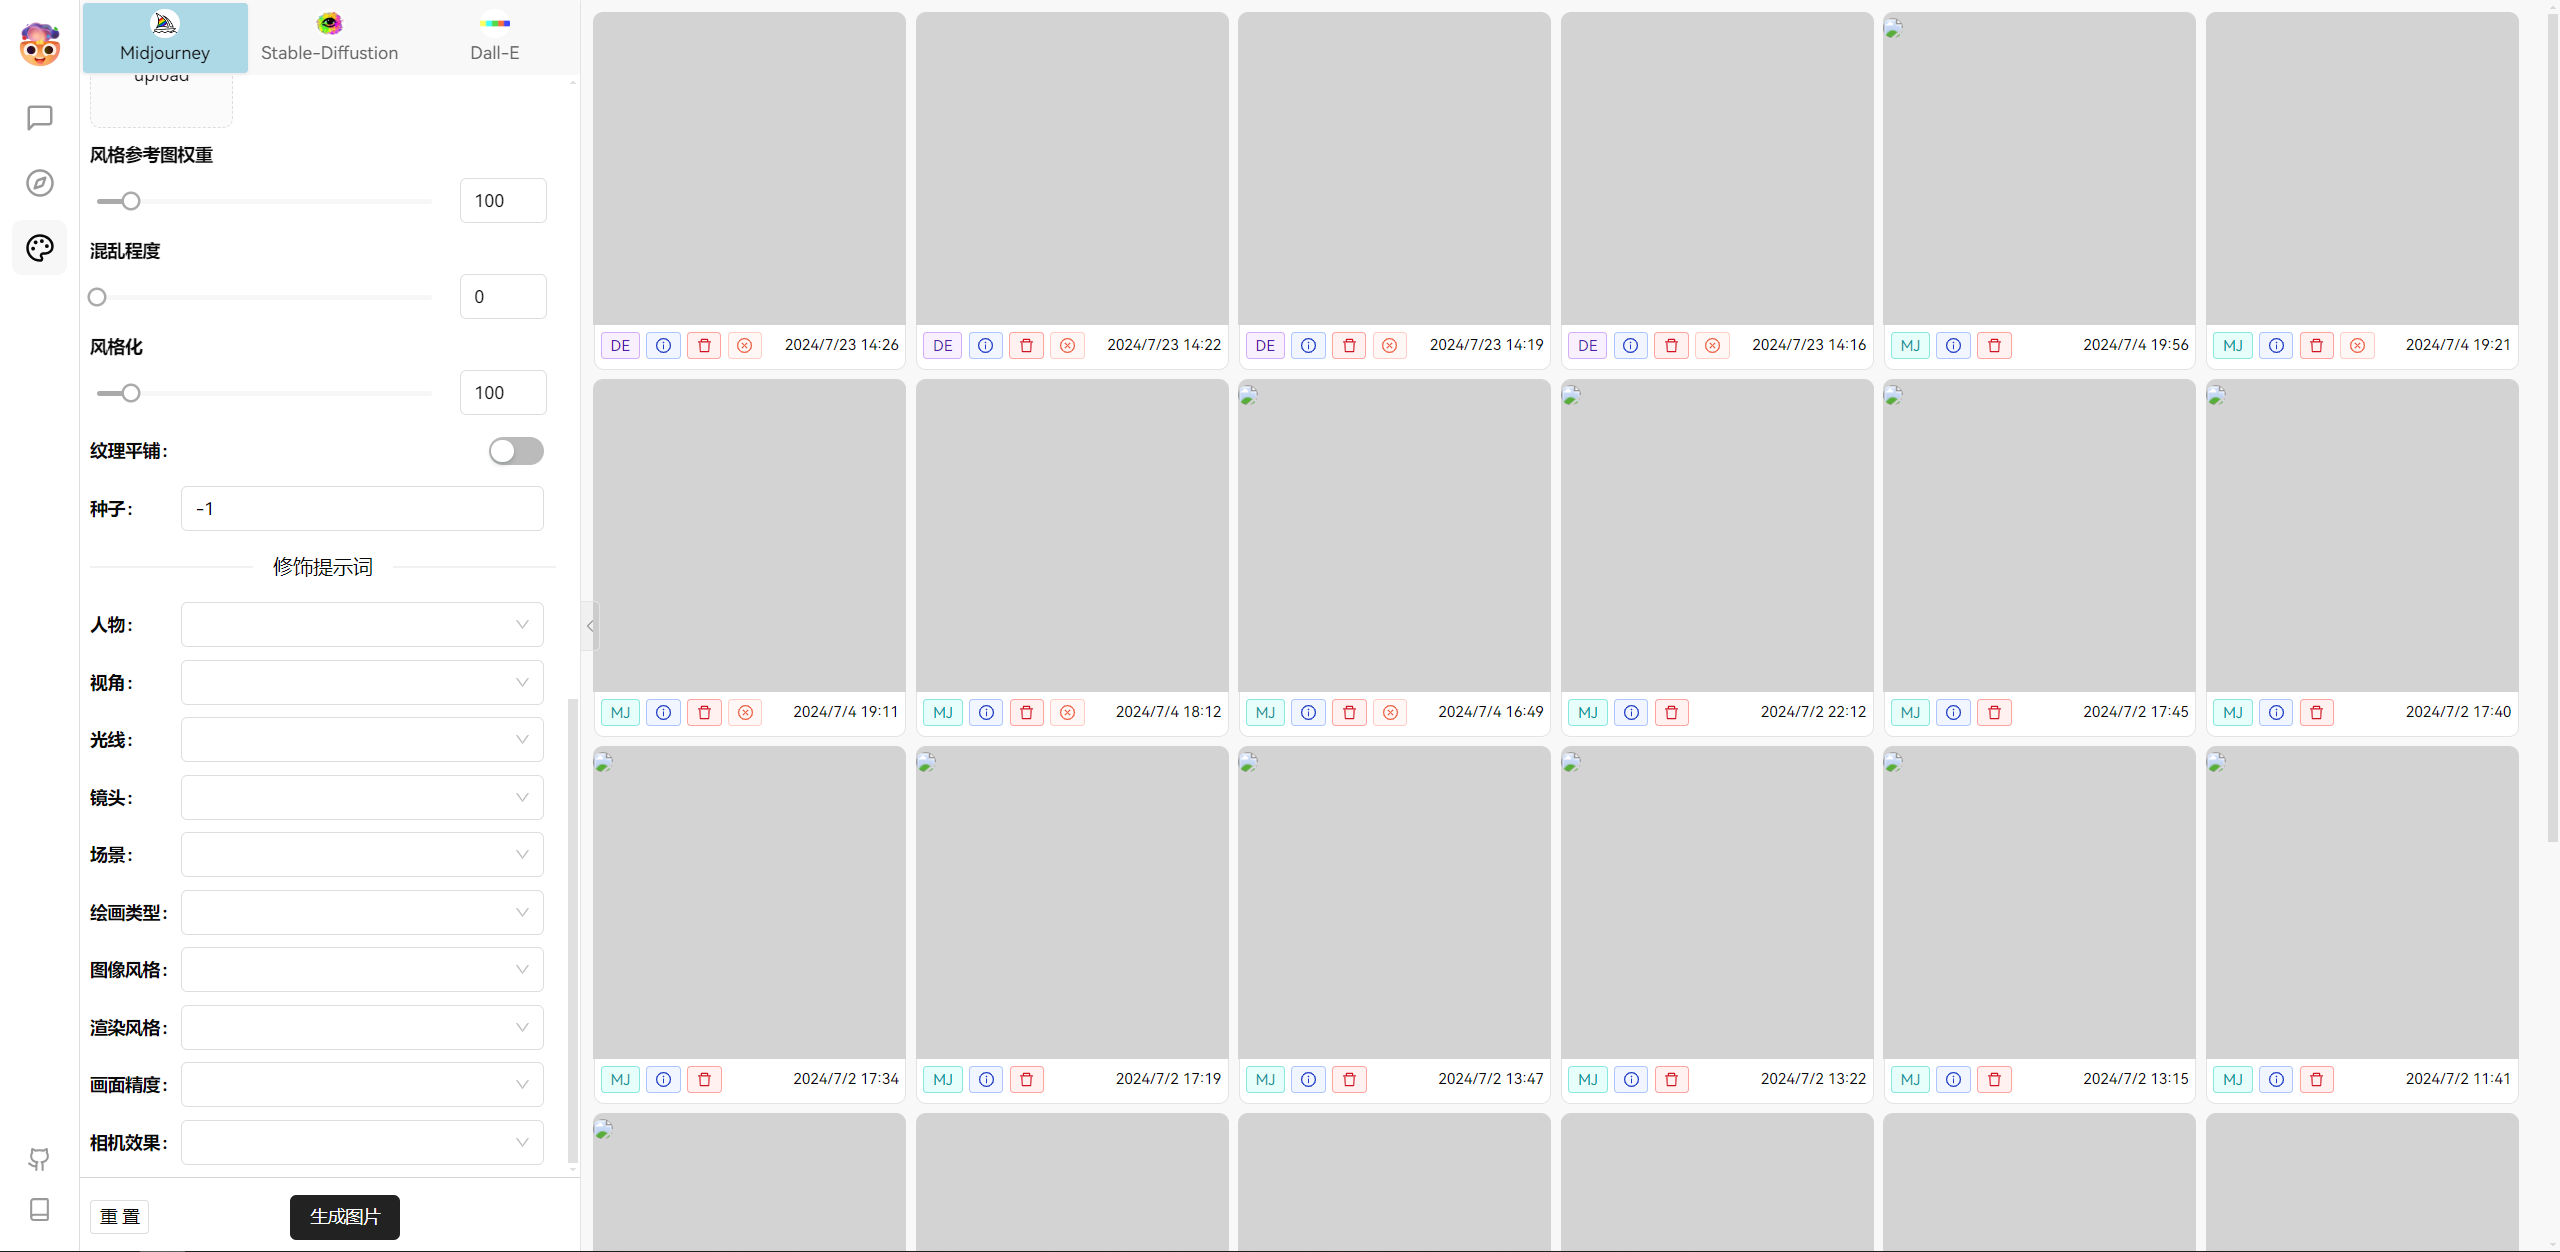 Midjourney
Stable-Diffustion
Dall-E
upload
风格参考图权重
100
混乱程度
0
风格化
100
纹理平铺：
种子：
-1
修饰提示词
人物：
视角：
光线：
镜头：
场景：
绘画类型：
图像风格：
渲染风格：
画面精度：
相机效果：
重 置
生成图片
DE 2024/7/23 14:26
DE 2024/7/23 14:22
DE 2024/7/23 14:19
DE 2024/7/23 14:16
MJ 2024/7/4 19:56
MJ 2024/7/4 19:21
MJ 2024/7/4 19:11
MJ 2024/7/4 18:12
MJ 2024/7/4 16:49
MJ 2024/7/2 22:12
MJ 2024/7/2 17:45
MJ 2024/7/2 17:40
MJ 2024/7/2 17:34
MJ 2024/7/2 17:19
MJ 2024/7/2 13:47
MJ 2024/7/2 13:22
MJ 2024/7/2 13:15
MJ 2024/7/2 11:41